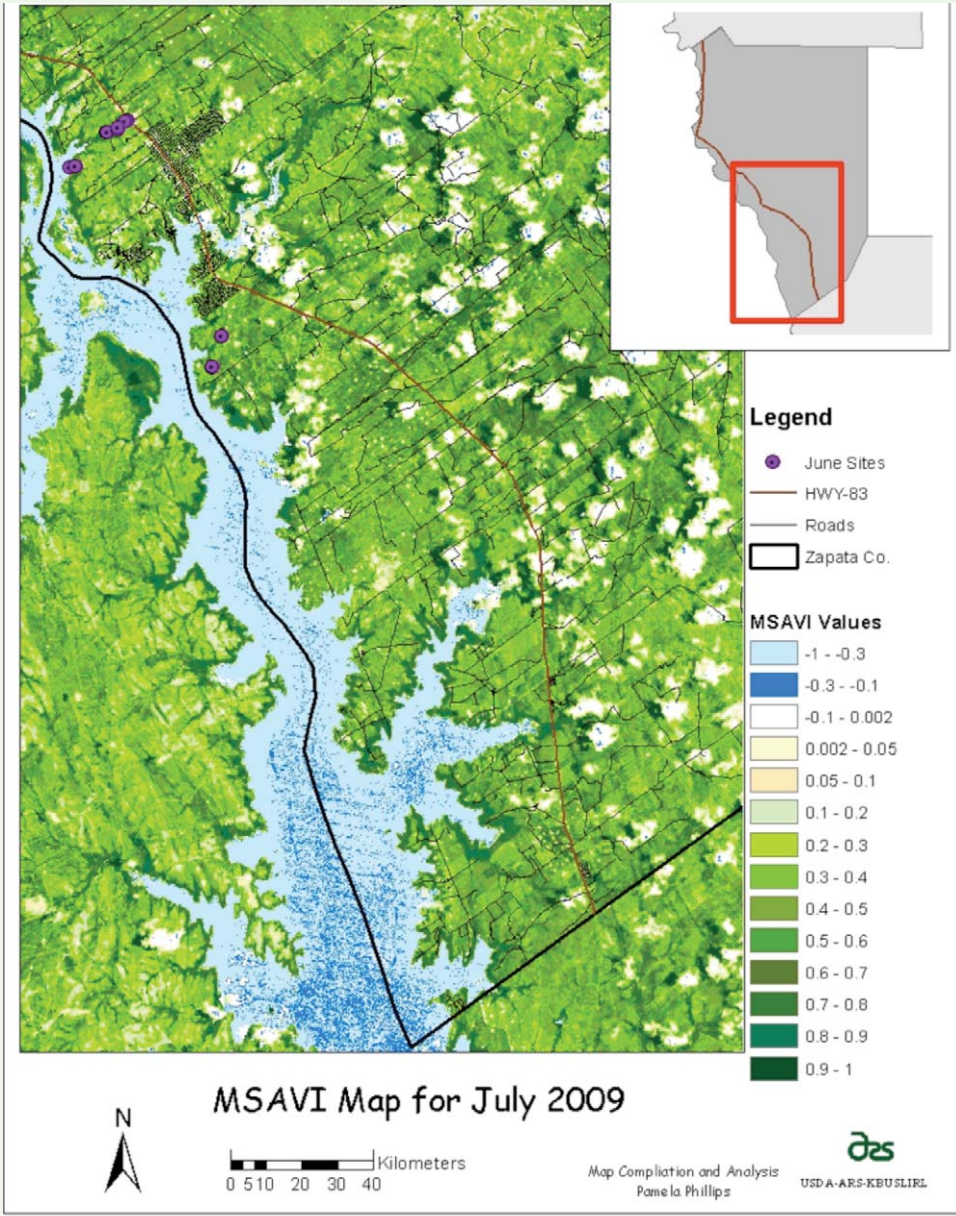 Legend
June Sites
HWY-83
Roads
Zapata Co.
MSAVI Values
-1 - -0.3
-0.3 - -0.1
-0.1 - 0.002
0.002 - 0.05
0.05 - 0.1
0.1 - 0.2
0.2 - 0.3
0.3 - 0.4
0.4 - 0.5
0.5 - 0.6
0.6 - 0.7
0.7 - 0.8
0.8 - 0.9
0.9 - 1
MSAVI Map for July 2009
N
Kilometers
0 5 10 20 30 40
Map Compliation and Analysis
Pamela Phillips
ars
USDA-ARS-KBUSLIRL